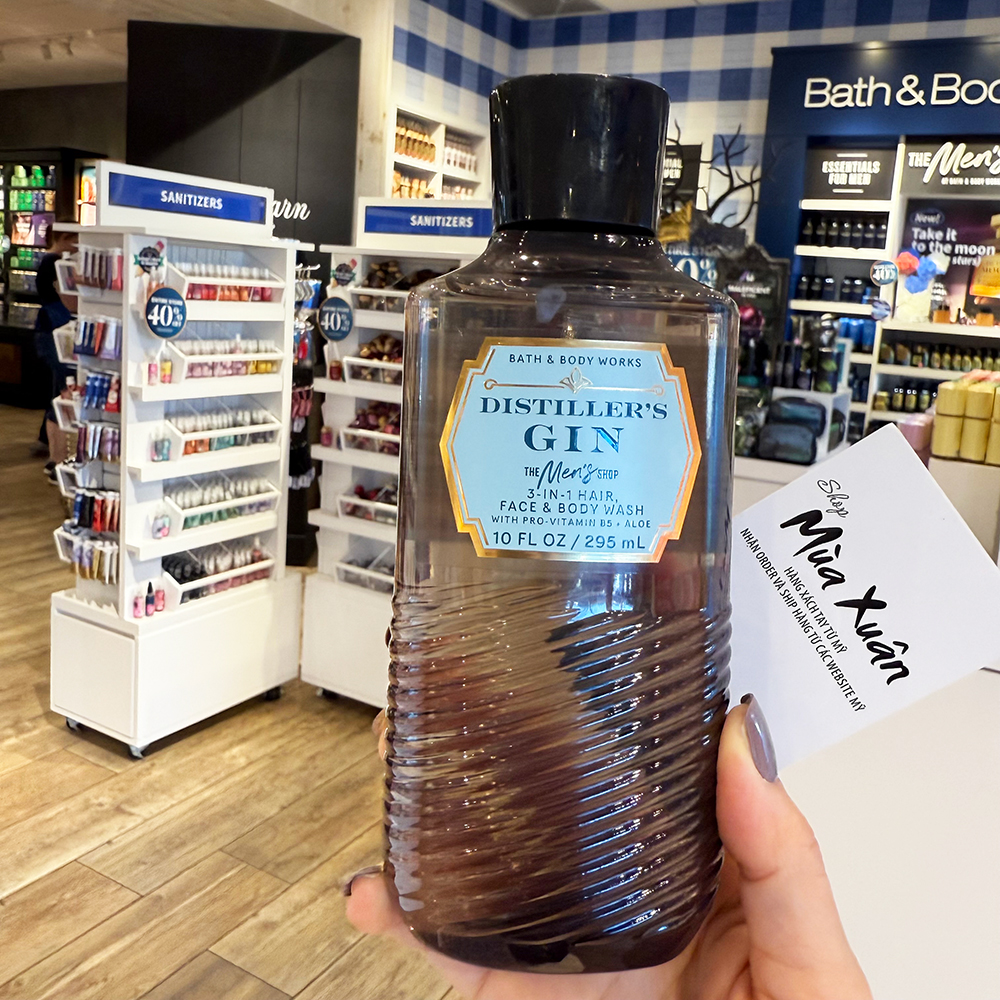 SANITIZERS
SANITIZERS
ENTIRE STORE
40%
40
Bath & Bo
ESSENTIALS
FOR MEN
THE Men's
New!
Take it
to the moon
BATH & BODY WORKS
DISTILLER'S
GIN
THE Men's SHOP
3-IN-1 HAIR,
FACE & BODY WASH
WITH PRO-VITAMIN B5 + ALOE
10 FL OZ / 295 mL
Shop
Mùa Xuân
HÀNG XÁCH TAY TỪ MỸ
NHẬN ORDER VÀ SHIP HÀNG TỪ CÁC WEBSITE MỸ